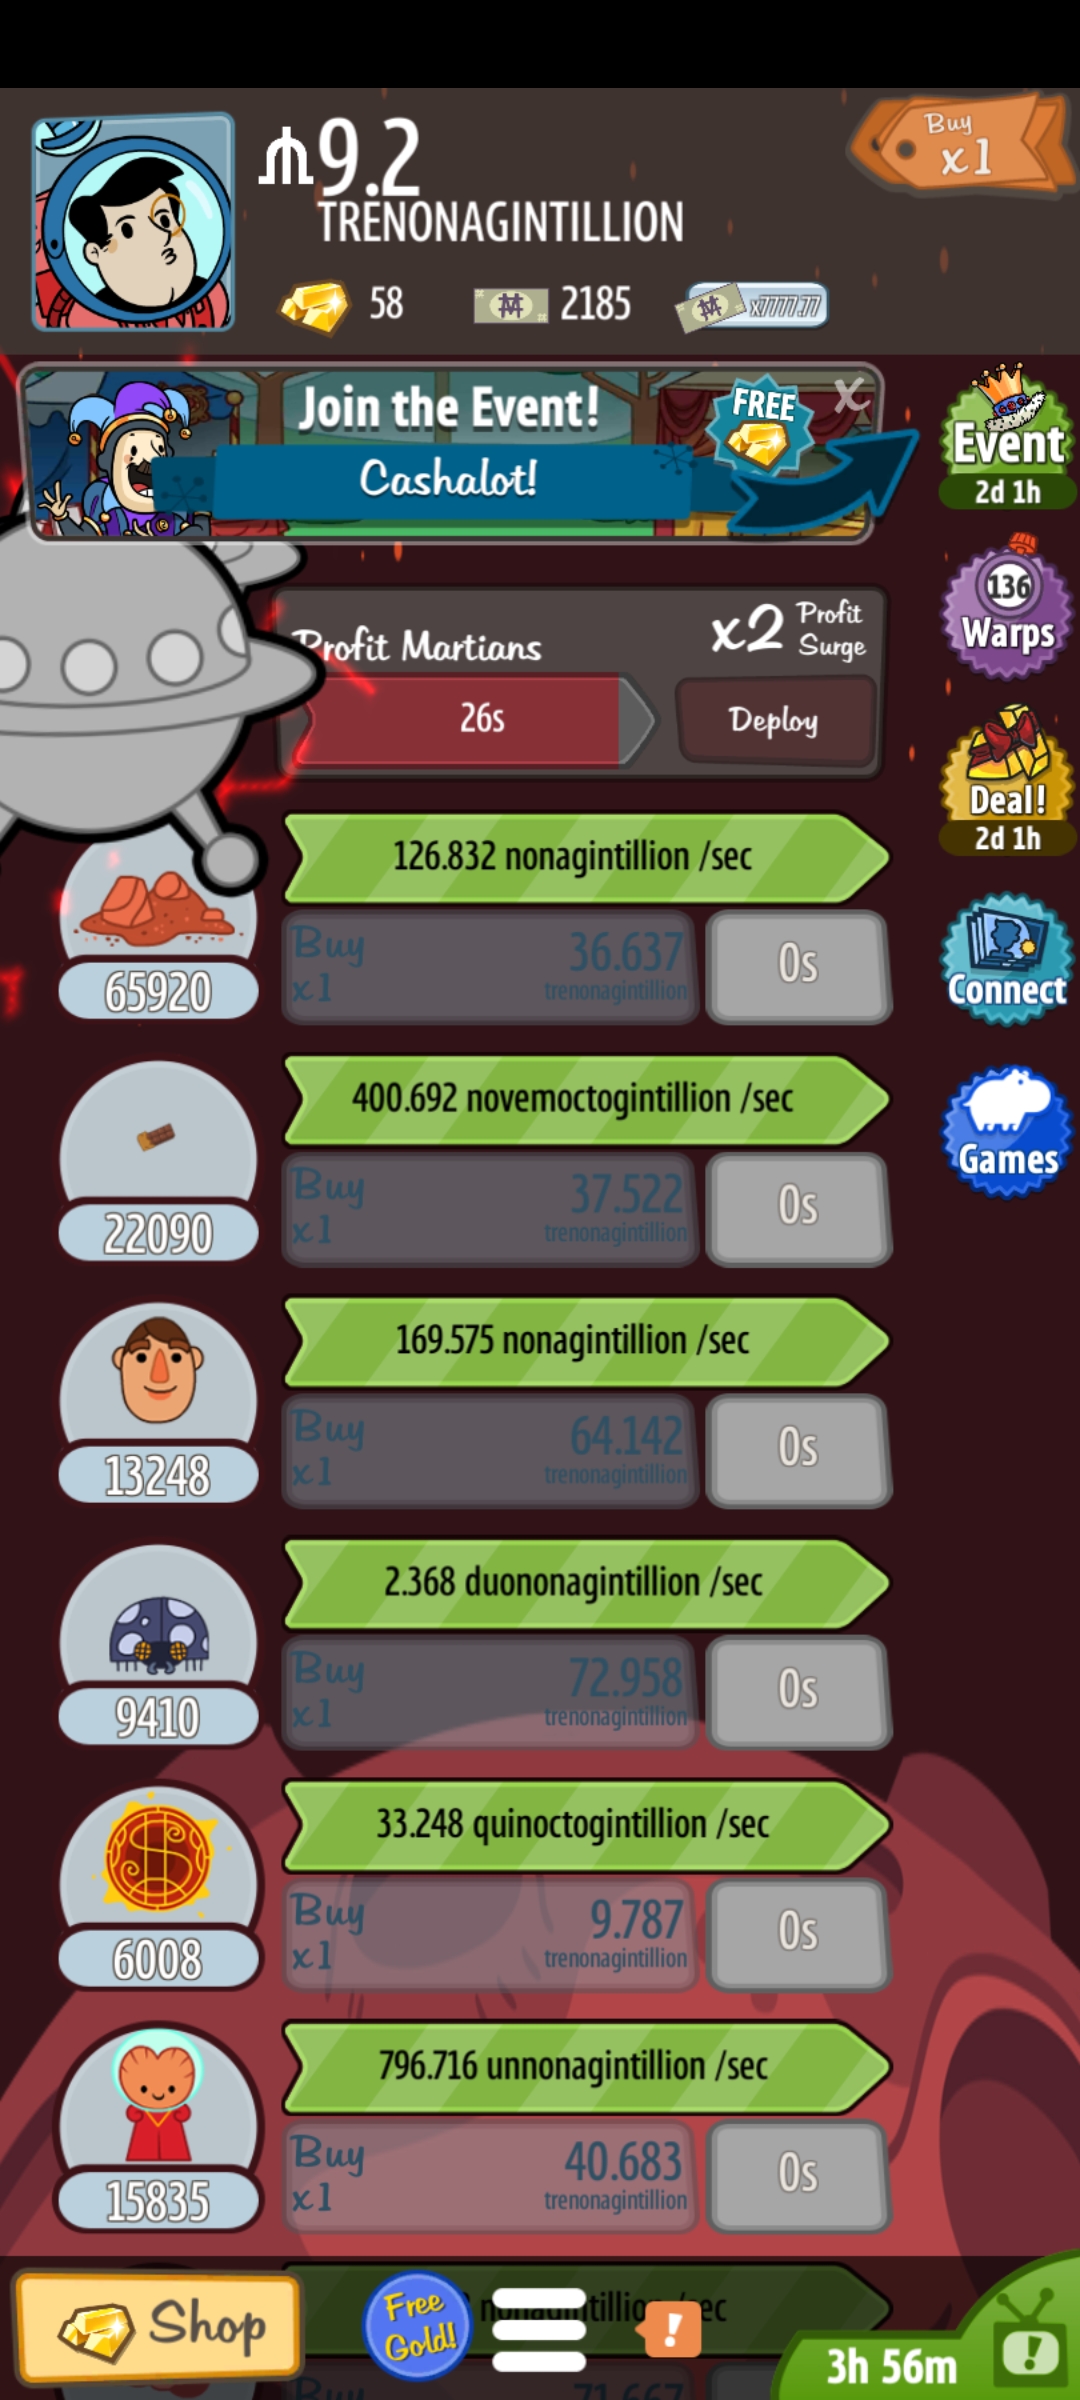 9.2
TRENONAGINTILLION
Buy
x1
58
2185
x7777.77
Join the Event!
FREE
X
Cashalot!
Event
2d 1h
136
Warps
Profit Martians
x2 Profit Surge
26s
Deploy
Deal!
2d 1h
126.832 nonagintillion /sec
65920
Buy x1
36.637
trenonagintillion
0s
Connect
400.692 novemoctogintillion /sec
22090
Buy x1
37.522
trenonagintillion
0s
Games
169.575 nonagintillion /sec
13248
Buy x1
64.142
trenonagintillion
0s
2.368 duononagintillion /sec
9410
Buy x1
72.958
trenonagintillion
0s
33.248 quinoctogintillion /sec
6008
Buy x1
9.787
trenonagintillion
0s
796.716 unnonagintillion /sec
15835
Buy x1
40.683
trenonagintillion
0s
Shop
Free Gold!
!
3h 56m
!